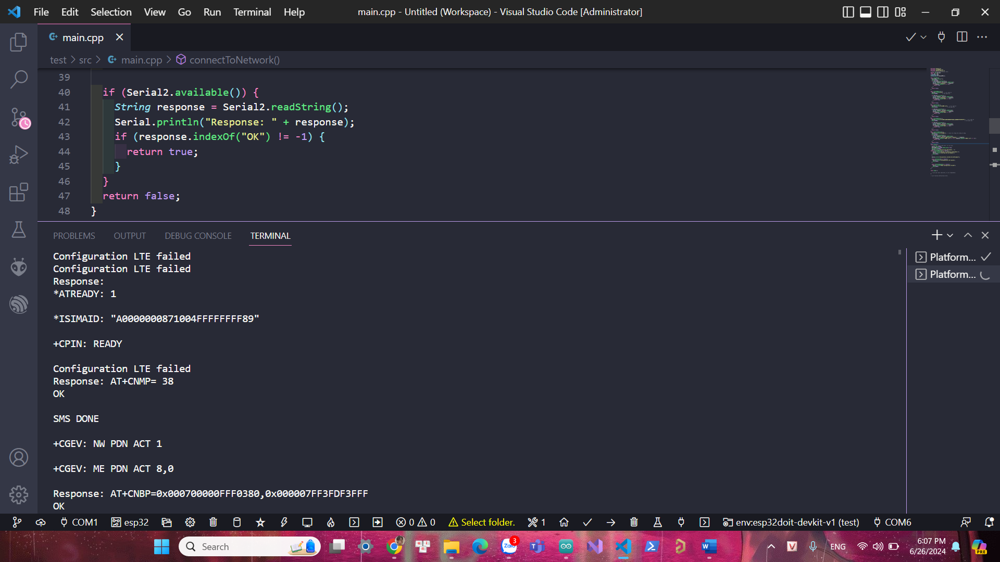 File Edit Selection View Go Run Terminal Help
main.cpp - Untitled (Workspace) - Visual Studio Code [Administrator]
main.cpp
test > src > main.cpp > connectToNetwork()
39
40 if (Serial2.available()) {
41 String response = Serial2.readString();
42 Serial.println("Response: " + response);
43 if (response.indexOf("OK") != -1) {
44 return true;
45 }
46 }
47 return false;
48 }
PROBLEMS OUTPUT DEBUG CONSOLE TERMINAL
Configuration LTE failed
Configuration LTE failed
Response:
*ATREADY: 1
*ISIMAID: "A0000000871004FFFFFFFF89"
+CPIN: READY
Configuration LTE failed
Response: AT+CNMP= 38
OK
SMS DONE
+CGEV: NW PDN ACT 1
+CGEV: ME PDN ACT 8,0
Response: AT+CNBP=0x000700000FFF0380,0x000007FF3FDF3FFF
OK
Platform...
Platform...
COM1 esp32 0 0 Select folder. 1 env:esp32doit-devkit-v1 (test) COM6
Search
Zalo
3
ENG
6:07 PM
6/26/2024
PRE